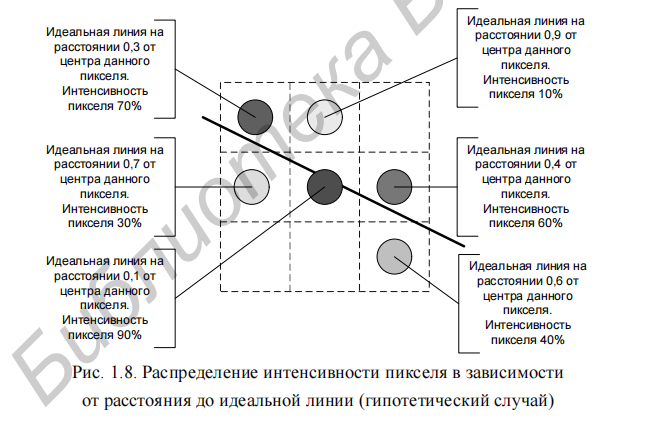 Идеальная линия на
расстоянии 0,3 от
центра данного
пикселя.
Интенсивность
пикселя 70%
Идеальная линия на
расстоянии 0,9 от
центра данного
пикселя.
Интенсивность
пикселя 10%
Идеальная линия на
расстоянии 0,7 от
центра данного
пикселя.
Интенсивность
пикселя 30%
Идеальная линия на
расстоянии 0,4 от
центра данного
пикселя.
Интенсивность
пикселя 60%
Идеальная линия на
расстоянии 0,1 от
центра данного
пикселя.
Интенсивность
пикселя 90%
Идеальная линия на
расстоянии 0,6 от
центра данного
пикселя.
Интенсивность
пикселя 40%
Библиотека Б
Рис. 1.8. Распределение интенсивности пикселя в зависимости
от расстояния до идеальной линии (гипотетический случай)